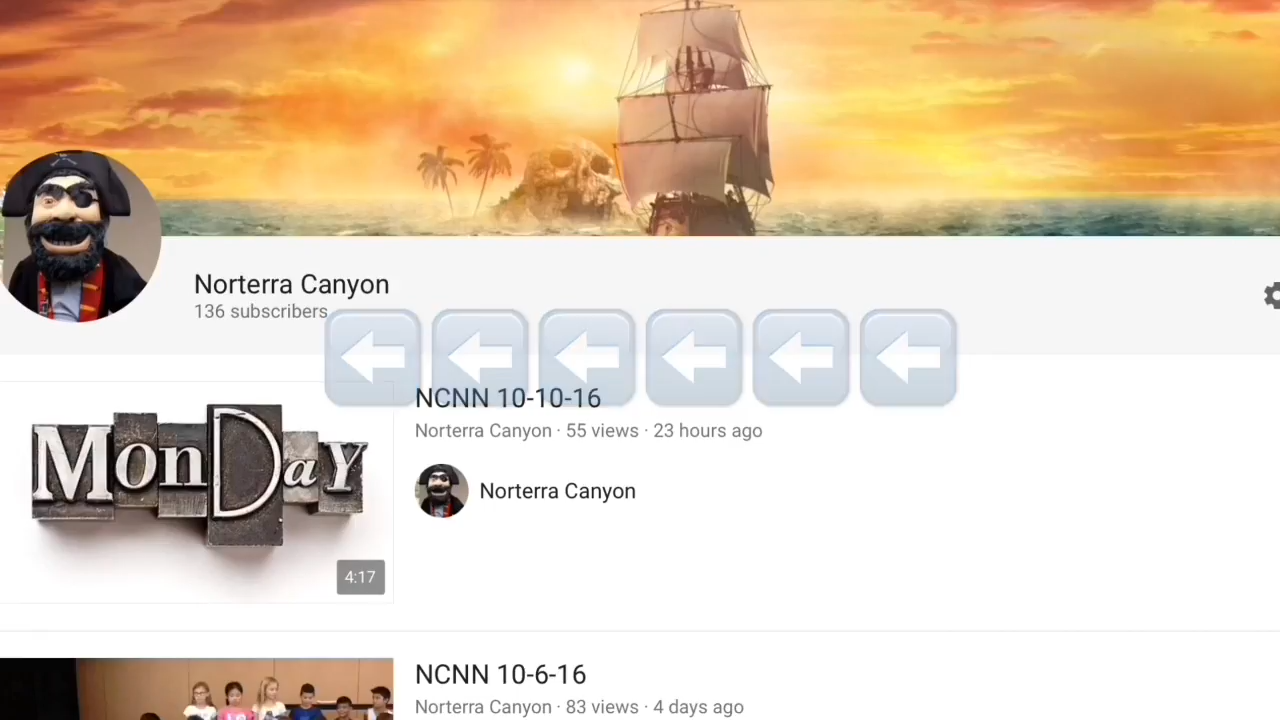 Norterra Canyon
136 subscribers
NCNN 10-10-16
Norterra Canyon · 55 views · 23 hours ago
Norterra Canyon
MonDay
4:17
NCNN 10-6-16
Norterra Canyon · 83 views · 4 days ago